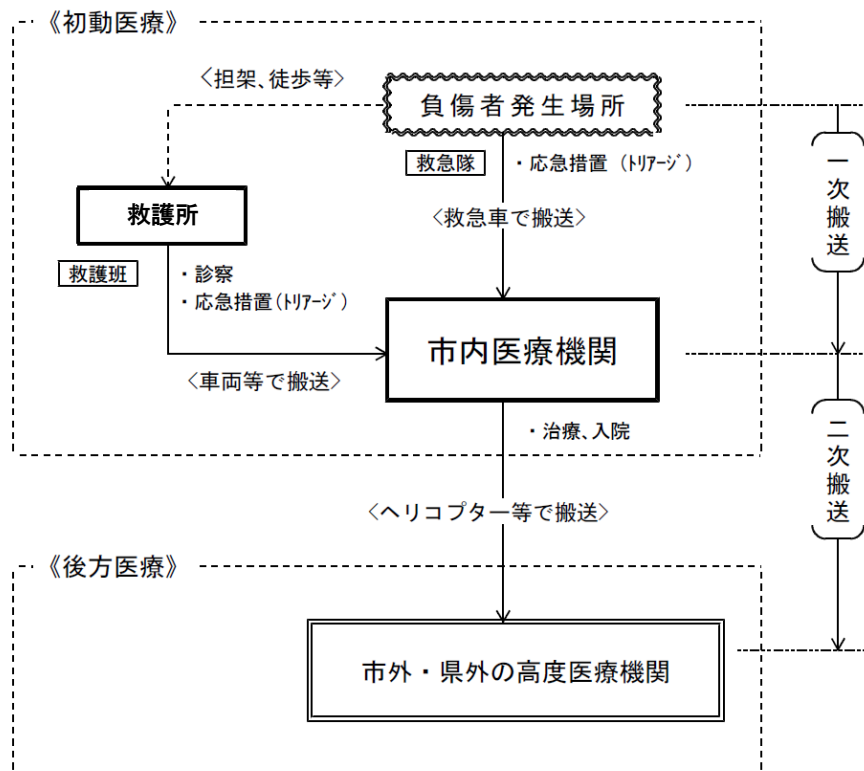 《初動医療》
〈担架、徒歩等〉
負傷者発生場所
救急隊
・応急措置（ﾄﾘｱｰｼﾞ）
一次搬送
救護所
〈救急車で搬送〉
救護班
・診察
・応急措置(ﾄﾘｱｰｼﾞ)
市内医療機関
〈車両等で搬送〉
・治療、入院
二次搬送
〈ヘリコプター等で搬送〉
《後方医療》
市外・県外の高度医療機関